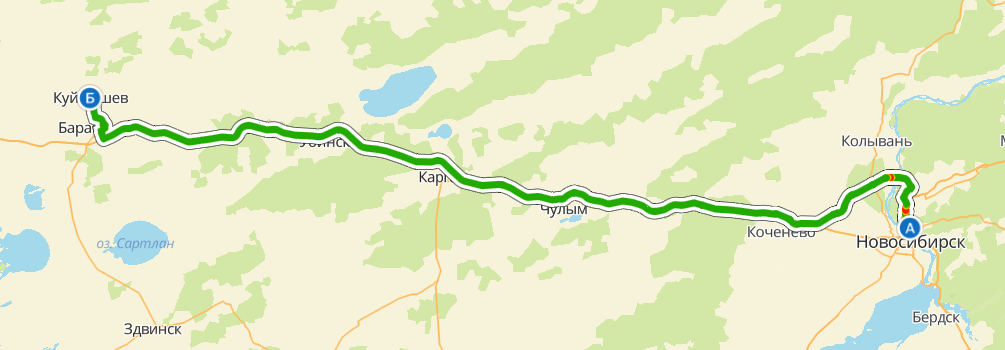 Б
Колывань
оз. Сартлан
Чулым
Коченево
А
Новосибирск
Бердск
Здвинск